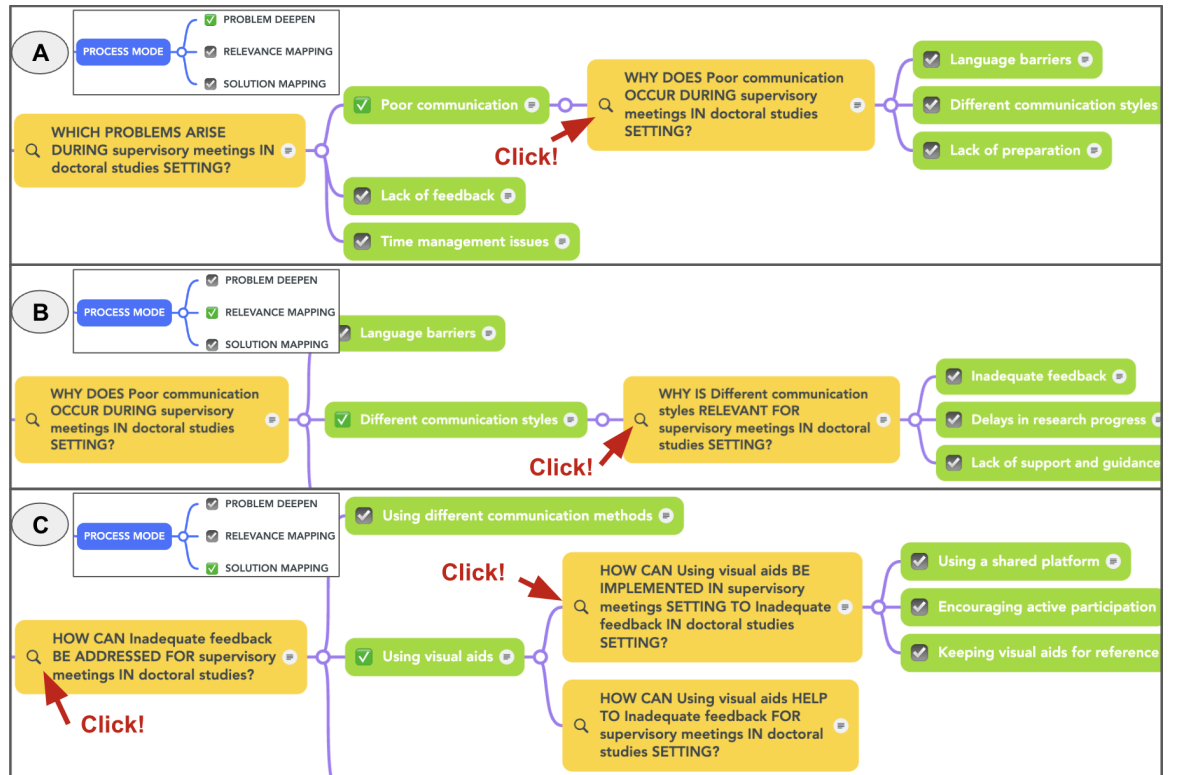 A
PROCESS MODE
PROBLEM DEEPEN
RELEVANCE MAPPING
SOLUTION MAPPING
WHICH PROBLEMS ARISE
DURING supervisory meetings IN
doctoral studies SETTING?
Poor communication
Lack of feedback
Time management issues
Click!
WHY DOES Poor communication
OCCUR DURING supervisory
meetings IN doctoral studies
SETTING?
Language barriers
Different communication styles
Lack of preparation
B
PROCESS MODE
PROBLEM DEEPEN
RELEVANCE MAPPING
SOLUTION MAPPING
WHY DOES Poor communication
OCCUR DURING supervisory
meetings IN doctoral studies
SETTING?
Language barriers
Different communication styles
Click!
WHY IS Different communication
styles RELEVANT FOR
supervisory meetings IN doctoral
studies SETTING?
Inadequate feedback
Delays in research progress
Lack of support and guidance
C
PROCESS MODE
PROBLEM DEEPEN
RELEVANCE MAPPING
SOLUTION MAPPING
HOW CAN Inadequate feedback
BE ADDRESSED FOR supervisory
meetings IN doctoral studies?
Click!
Using different communication methods
Using visual aids
Click!
HOW CAN Using visual aids BE
IMPLEMENTED IN supervisory
meetings SETTING TO Inadequate
feedback IN doctoral studies
SETTING?
HOW CAN Using visual aids HELP
TO Inadequate feedback FOR
supervisory meetings IN doctoral
studies SETTING?
Using a shared platform
Encouraging active participation
Keeping visual aids for reference